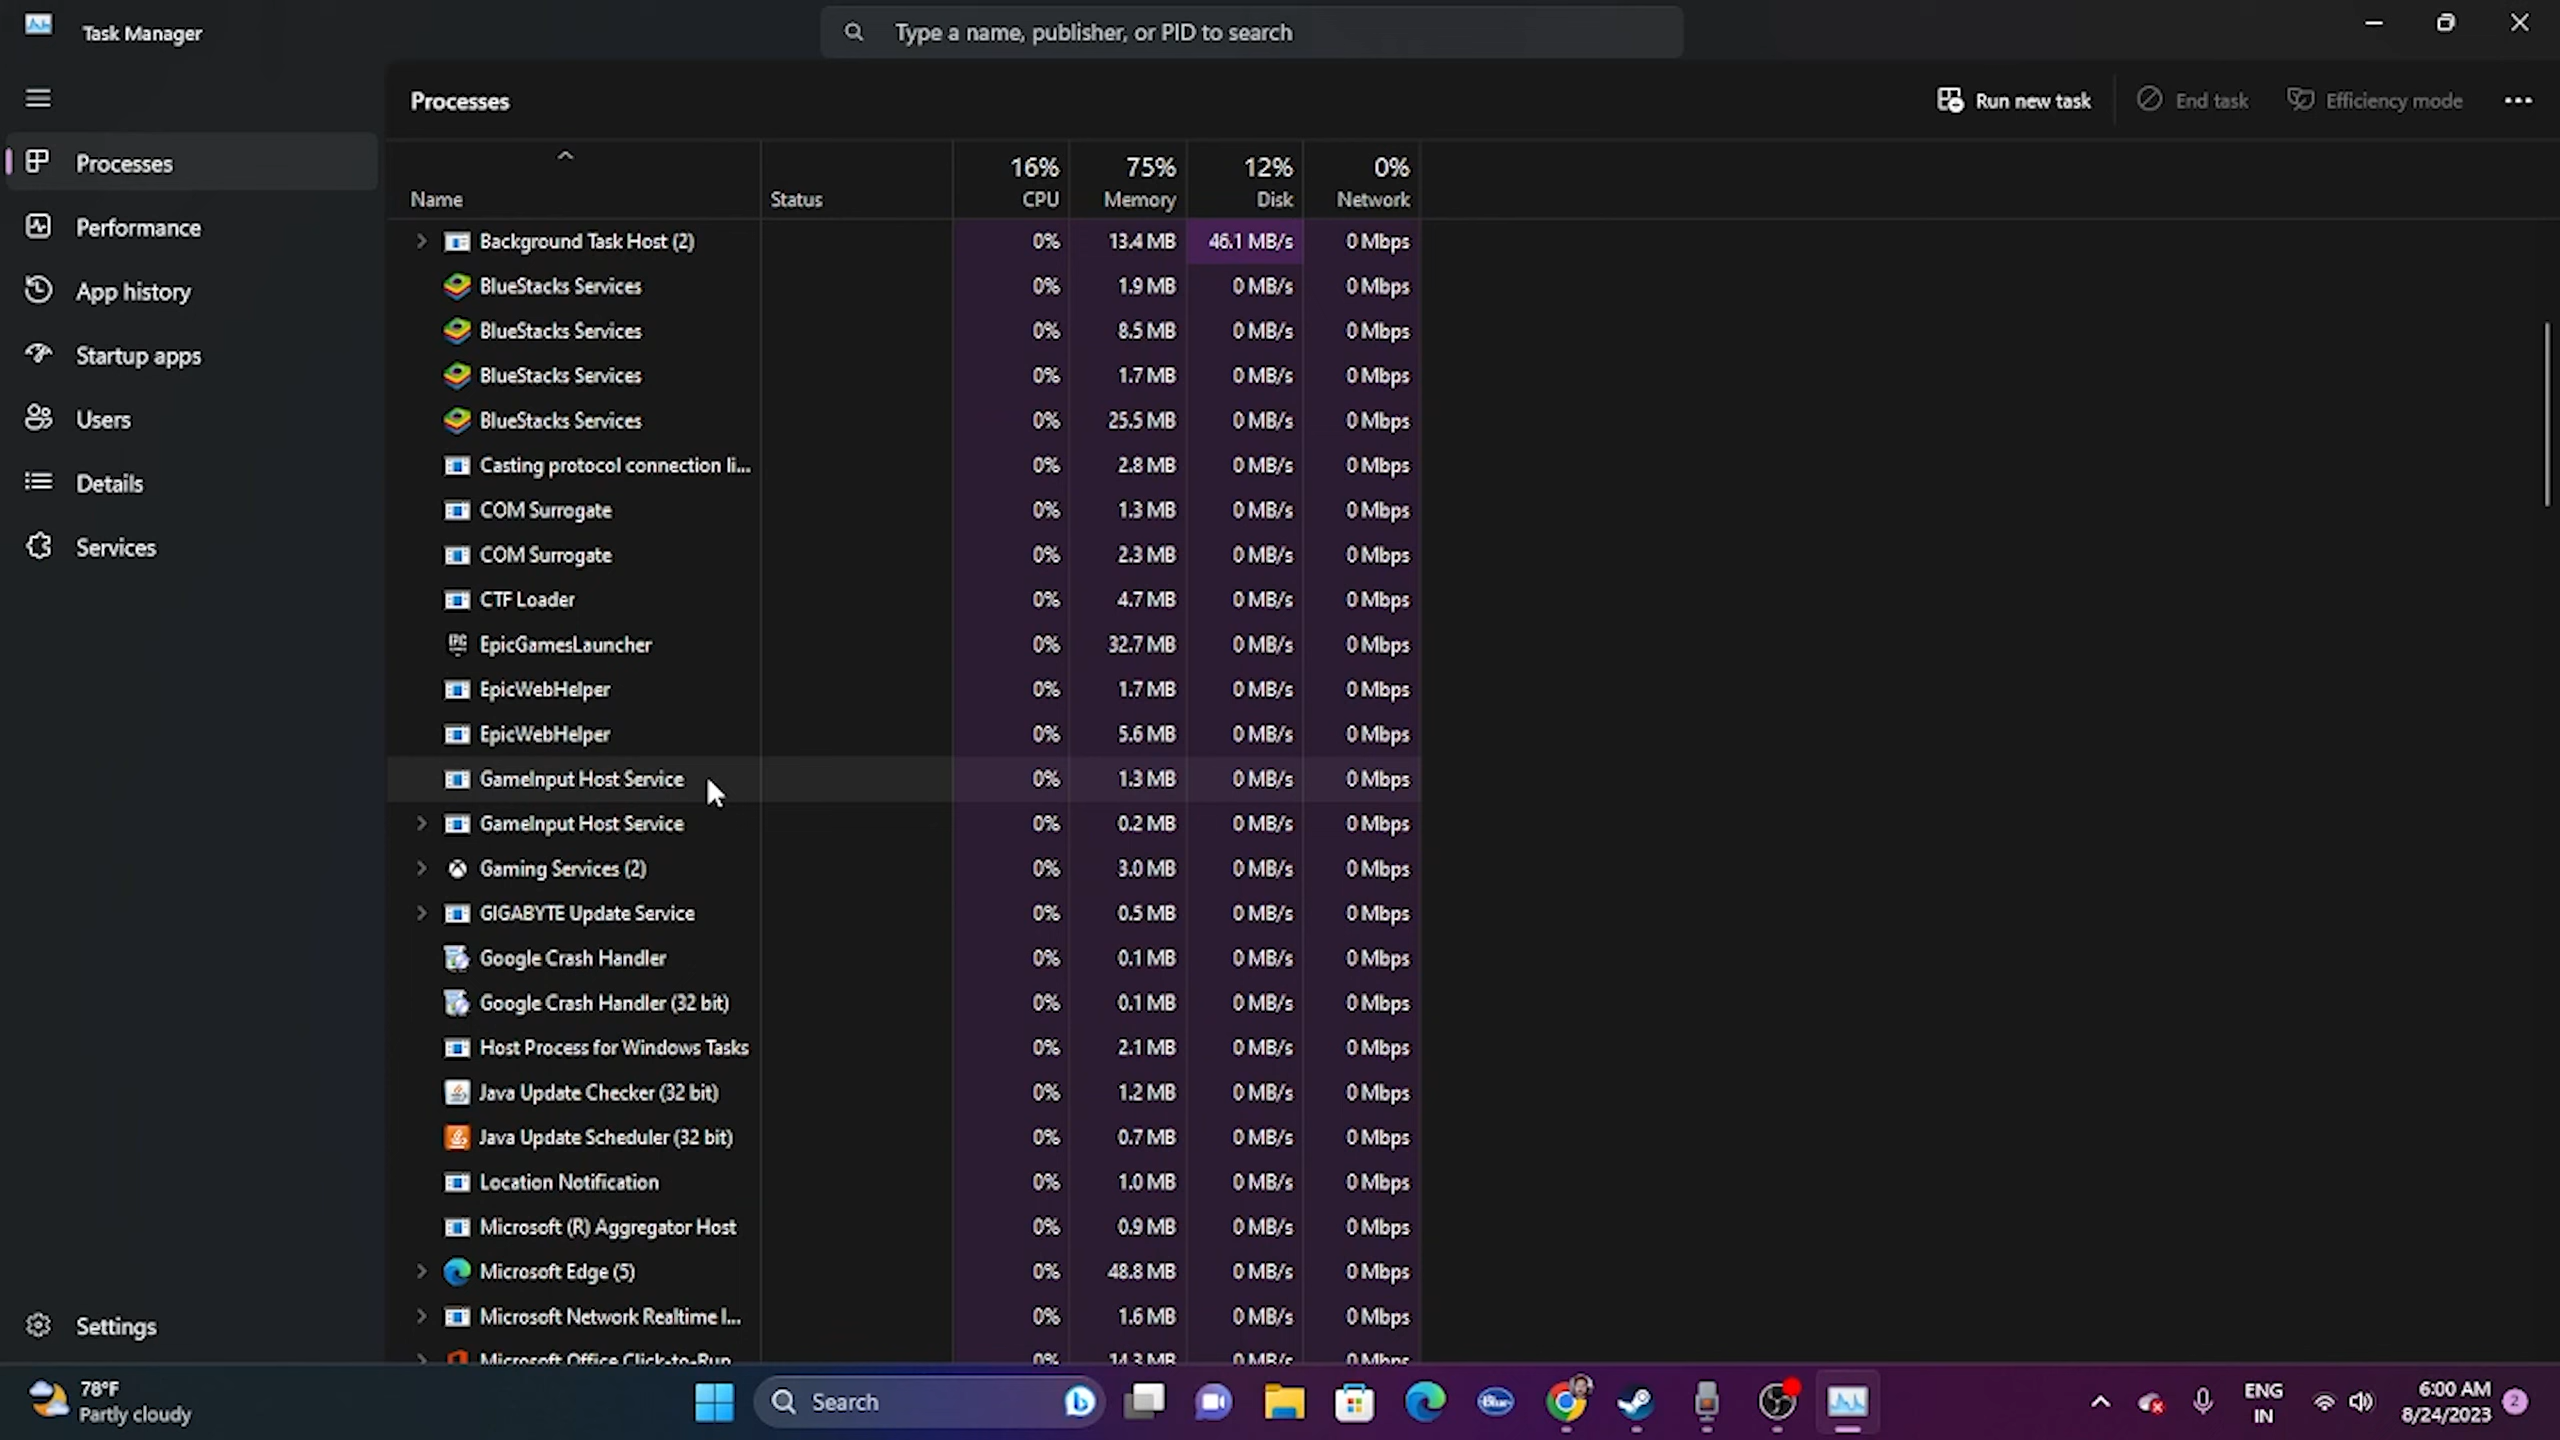 Task Manager
Type a name, publisher, or PID to search
Processes
Run new task
End task
Efficiency mode
Processes
Performance
App history
Startup apps
Users
Details
Services
Settings
16% 75% 12% 0%
Name Status CPU Memory Disk Network
Background Task Host (2) 0% 13.4 MB 46.1 MB/s 0 Mbps
BlueStacks Services 0% 1.9 MB 0 MB/s 0 Mbps
BlueStacks Services 0% 8.5 MB 0 MB/s 0 Mbps
BlueStacks Services 0% 1.7 MB 0 MB/s 0 Mbps
BlueStacks Services 0% 25.5 MB 0 MB/s 0 Mbps
Casting protocol connection li... 0% 2.8 MB 0 MB/s 0 Mbps
COM Surrogate 0% 1.3 MB 0 MB/s 0 Mbps
COM Surrogate 0% 2.3 MB 0 MB/s 0 Mbps
CTF Loader 0% 4.7 MB 0 MB/s 0 Mbps
EpicGamesLauncher 0% 32.7 MB 0 MB/s 0 Mbps
EpicWebHelper 0% 1.7 MB 0 MB/s 0 Mbps
EpicWebHelper 0% 5.6 MB 0 MB/s 0 Mbps
GameInput Host Service 0% 1.3 MB 0 MB/s 0 Mbps
GameInput Host Service 0% 0.2 MB 0 MB/s 0 Mbps
Gaming Services (2) 0% 3.0 MB 0 MB/s 0 Mbps
GIGABYTE Update Service 0% 0.5 MB 0 MB/s 0 Mbps
Google Crash Handler 0% 0.1 MB 0 MB/s 0 Mbps
Google Crash Handler (32 bit) 0% 0.1 MB 0 MB/s 0 Mbps
Host Process for Windows Tasks 0% 2.1 MB 0 MB/s 0 Mbps
Java Update Checker (32 bit) 0% 1.2 MB 0 MB/s 0 Mbps
Java Update Scheduler (32 bit) 0% 0.7 MB 0 MB/s 0 Mbps
Location Notification 0% 1.0 MB 0 MB/s 0 Mbps
Microsoft (R) Aggregator Host 0% 0.9 MB 0 MB/s 0 Mbps
Microsoft Edge (5) 0% 48.8 MB 0 MB/s 0 Mbps
Microsoft Network Realtime I... 0% 1.6 MB 0 MB/s 0 Mbps
Microsoft Office Click-to-Run 0% 14.3 MB 0 MB/s 0 Mbps
78°F
Partly cloudy
Search
Blue
ENG
IN
6:00 AM
8/24/2023
2